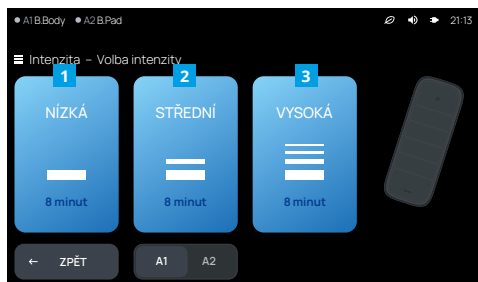 A1 B.Body A2 B.Pad 21:13
Intenzita – Volba intenzity
1 2 3
NÍZKÁ STŘEDNÍ VYSOKÁ
8 minut 8 minut 8 minut
← ZPĚT A1 A2